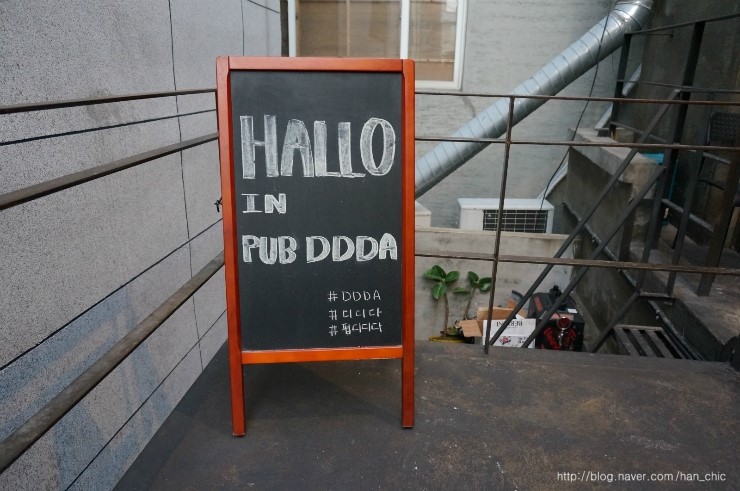 HALLO
IN
PUB DDDA
#DDDA
#디디다
#펍디디다
http://blog.naver.com/han_chic